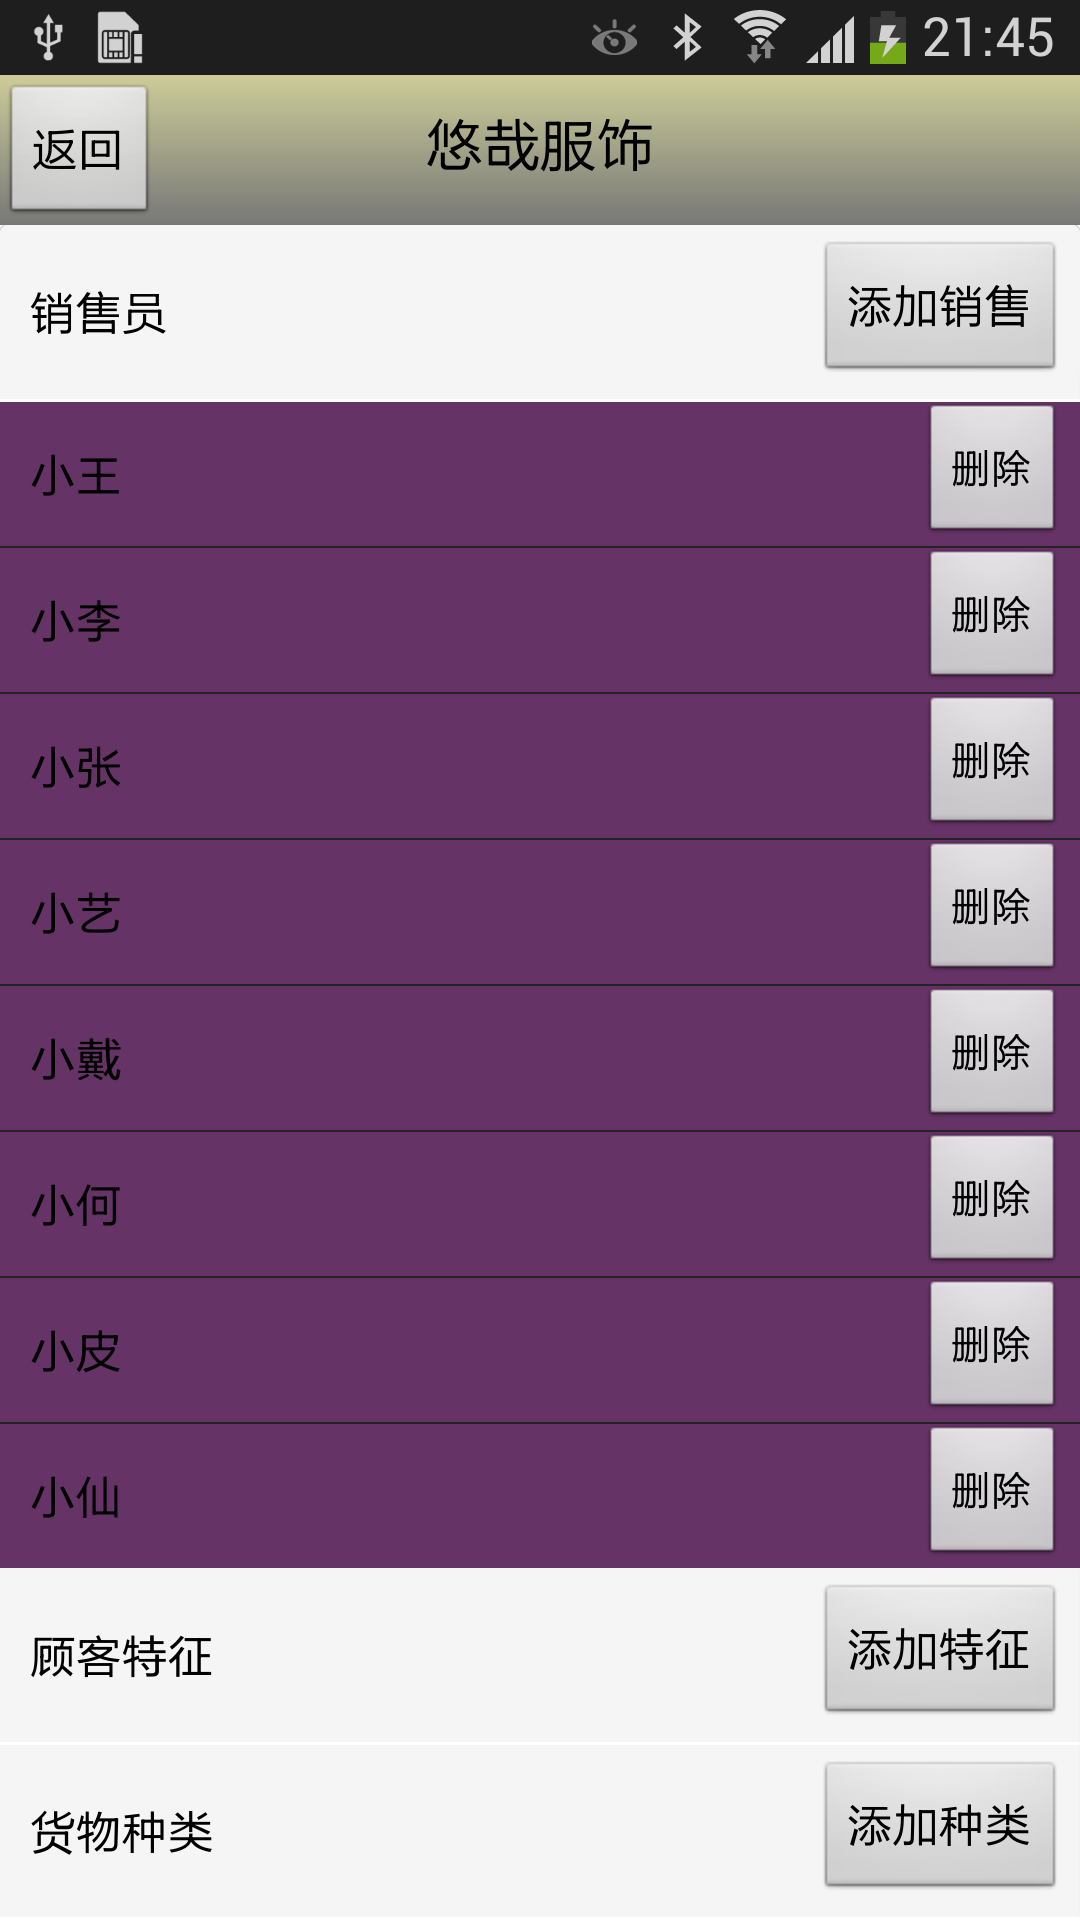 21:45
返回
悠哉服饰
销售员
添加销售
小王
删除
小李
删除
小张
删除
小艺
删除
小戴
删除
小何
删除
小皮
删除
小仙
删除
顾客特征
添加特征
货物种类
添加种类